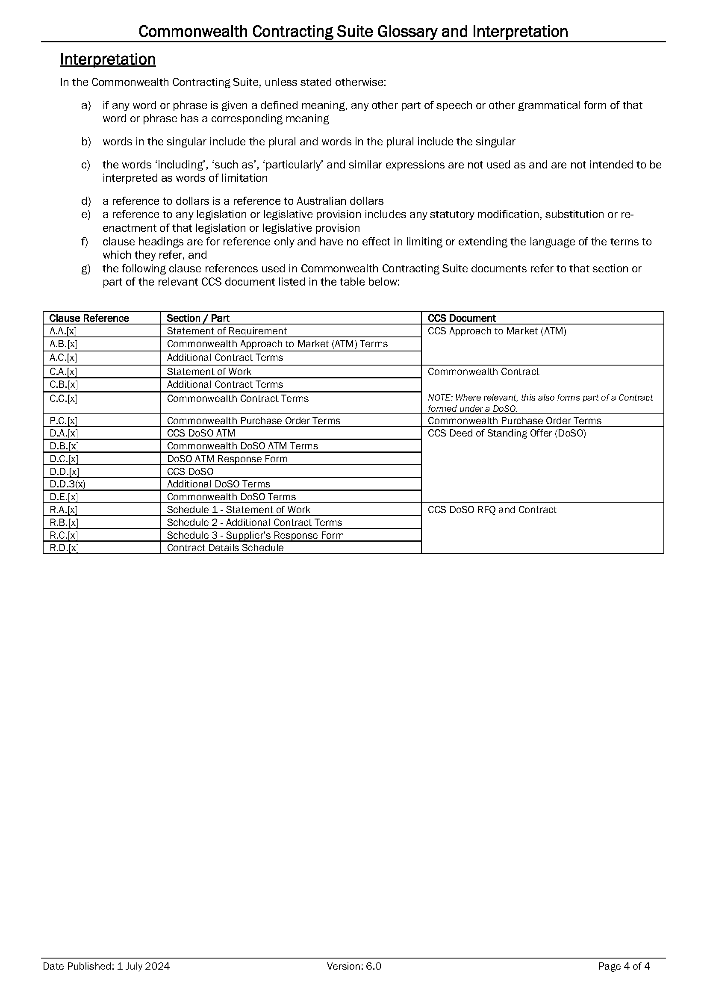 Commonwealth Contracting Suite Glossary and Interpretation
Interpretation
In the Commonwealth Contracting Suite, unless stated otherwise:
a) if any word or phrase is given a defined meaning, any other part of speech or other grammatical form of that
word or phrase has a corresponding meaning
b) words in the singular include the plural and words in the plural include the singular
c) the words ‘including’, ‘such as’, ‘particularly’ and similar expressions are not used as and are not intended to be
interpreted as words of limitation
d) a reference to dollars is a reference to Australian dollars
e) a reference to any legislation or legislative provision includes any statutory modification, substitution or re-
enactment of that legislation or legislative provision
f) clause headings are for reference only and have no effect in limiting or extending the language of the terms to
which they refer, and
g) the following clause references used in Commonwealth Contracting Suite documents refer to that section or
part of the relevant CCS document listed in the table below:
Clause Reference Section / Part CCS Document
A.A.[x] Statement of Requirement CCS Approach to Market (ATM)
A.B.[x] Commonwealth Approach to Market (ATM) Terms
A.C.[x] Additional Contract Terms
C.A.[x] Statement of Work Commonwealth Contract
C.B.[x] Additional Contract Terms
C.C.[x] Commonwealth Contract Terms NOTE: Where relevant, this also forms part of a Contract
formed under a DoSO.
P.C.[x] Commonwealth Purchase Order Terms Commonwealth Purchase Order Terms
D.A.[x] CCS DoSO ATM CCS Deed of Standing Offer (DoSO)
D.B.[x] Commonwealth DoSO ATM Terms
D.C.[x] DoSO ATM Response Form
D.D.[x] CCS DoSO
D.D.3(x) Additional DoSO Terms
D.E.[x] Commonwealth DoSO Terms
R.A.[x] Schedule 1 - Statement of Work CCS DoSO RFQ and Contract
R.B.[x] Schedule 2 - Additional Contract Terms
R.C.[x] Schedule 3 - Supplier’s Response Form
R.D.[x] Contract Details Schedule
Date Published: 1 July 2024 Version: 6.0 Page 4 of 4